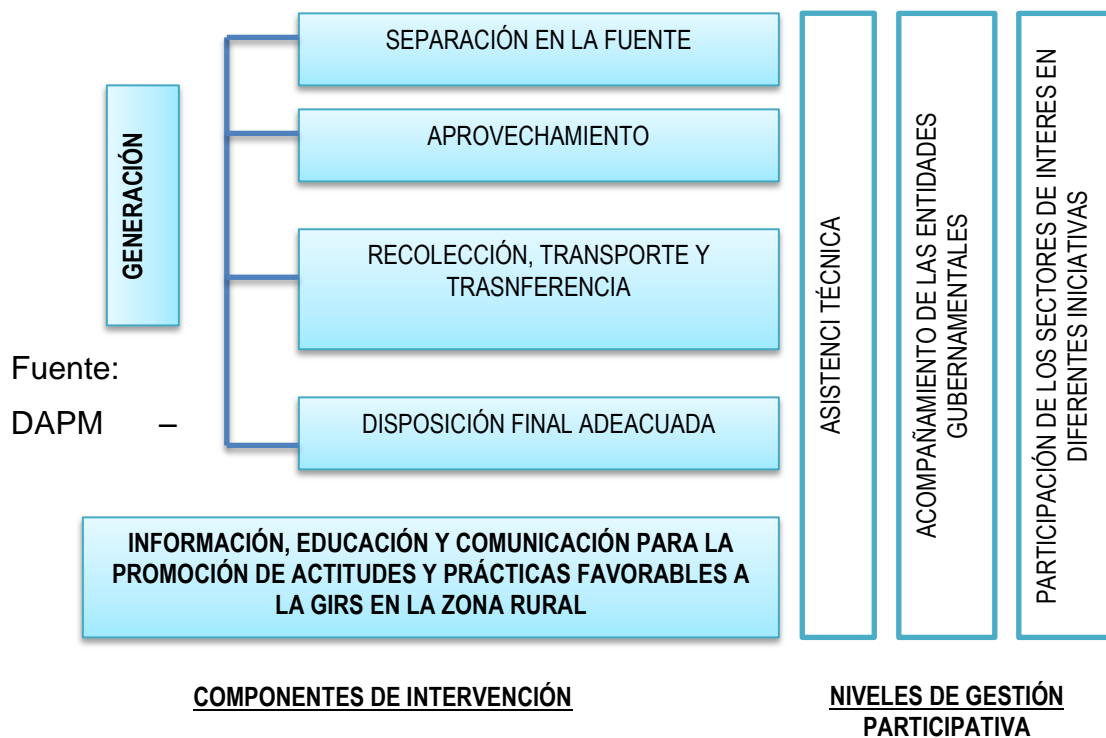 GENERACIÓN
SEPARACIÓN EN LA FUENTE
APROVECHAMIENTO
RECOLECCIÓN, TRANSPORTE Y
TRASNFERENCIA
DISPOSICIÓN FINAL ADEACUADA
Fuente:
DAPM –
INFORMACIÓN, EDUCACIÓN Y COMUNICACIÓN PARA LA
PROMOCIÓN DE ACTITUDES Y PRÁCTICAS FAVORABLES A
LA GIRS EN LA ZONA RURAL
ASISTENCI TÉCNICA
ACOMPAÑAMIENTO DE LAS ENTIDADES
GUBERNAMENTALES
PARTICIPACIÓN DE LOS SECTORES DE INTERES EN
DIFERENTES INICIATIVAS
COMPONENTES DE INTERVENCIÓN
NIVELES DE GESTIÓN
PARTICIPATIVA